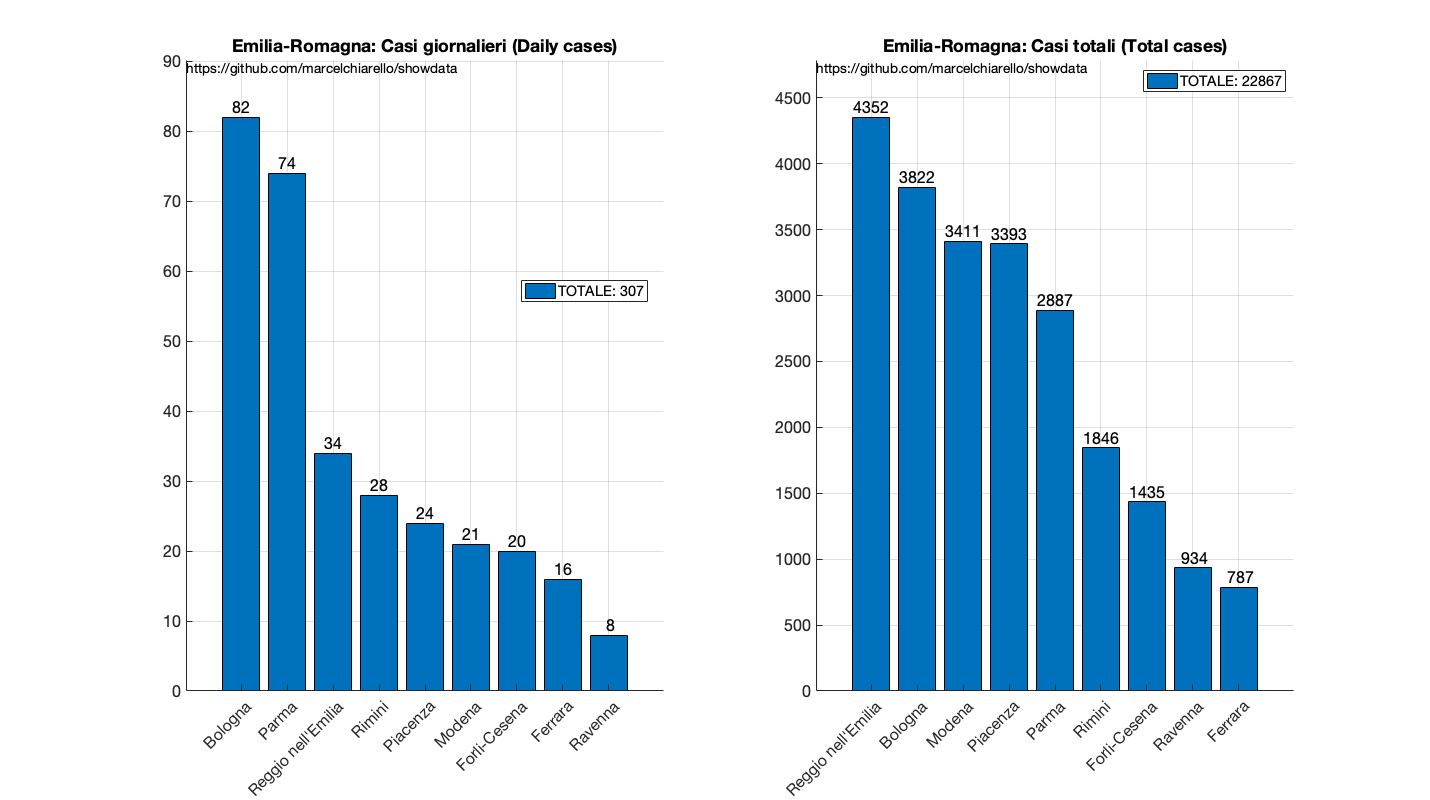 Emilia-Romagna: Casi giornalieri (Daily cases)
https://github.com/marcelchiarello/showdata
90
80
70
60
50
40
30
20
10
0
82
74
34
28
24
21
20
16
8
TOTALE: 307
Bologna
Parma
Reggio nell'Emilia
Rimini
Piacenza
Modena
Forlì-Cesena
Ferrara
Ravenna
Emilia-Romagna: Casi totali (Total cases)
https://github.com/marcelchiarello/showdata
TOTALE: 22867
4500
4000
3500
3000
2500
2000
1500
1000
500
0
4352
3822
3411
3393
2887
1846
1435
934
787
Reggio nell'Emilia
Bologna
Modena
Piacenza
Parma
Rimini
Forlì-Cesena
Ravenna
Ferrara